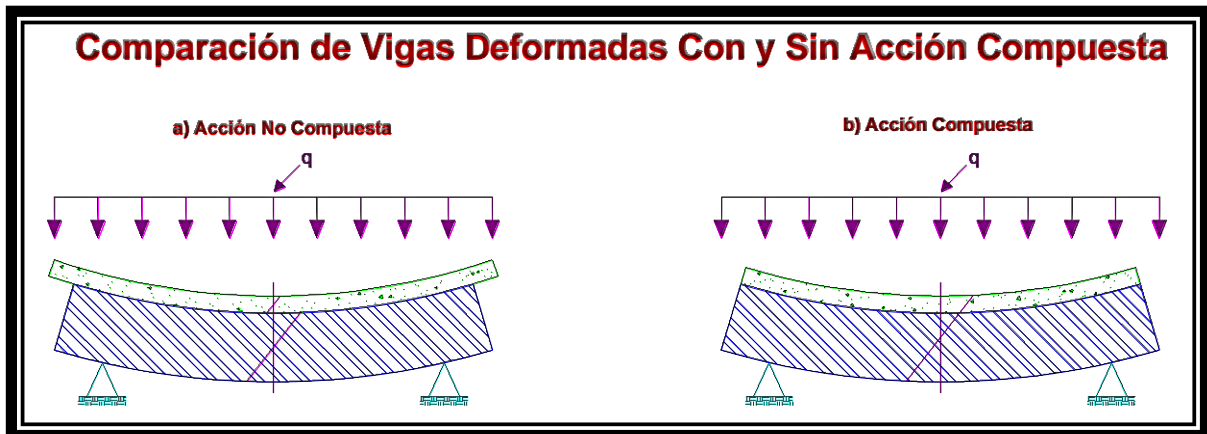 Comparación de Vigas Deformadas Con y Sin Acción Compuesta
a) Acción No Compuesta
q
b) Acción Compuesta
q